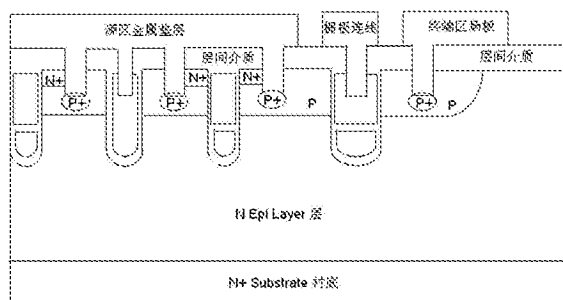 源区金属垫层
栅极连线
终端区场板
层间介质
层间介质
N+
N+
N+
P+
P+
P+
P
P+
P
N Epi Layer 层
N+ Substrate 衬底